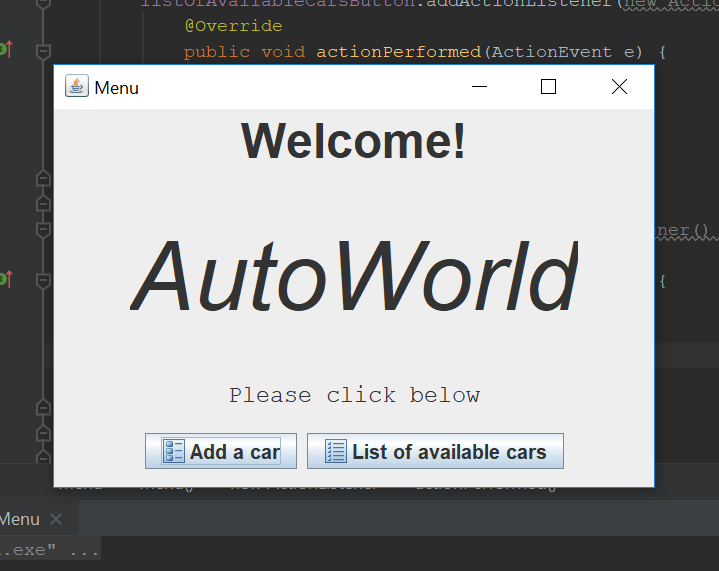 listOfAvailableCarsButton.addActionListener(new Actio
@Override
public void actionPerformed(ActionEvent e) {
Menu
Welcome!
ener()
AutoWorld
{
Please click below
Add a car
List of available cars
Menu
.exe" ...